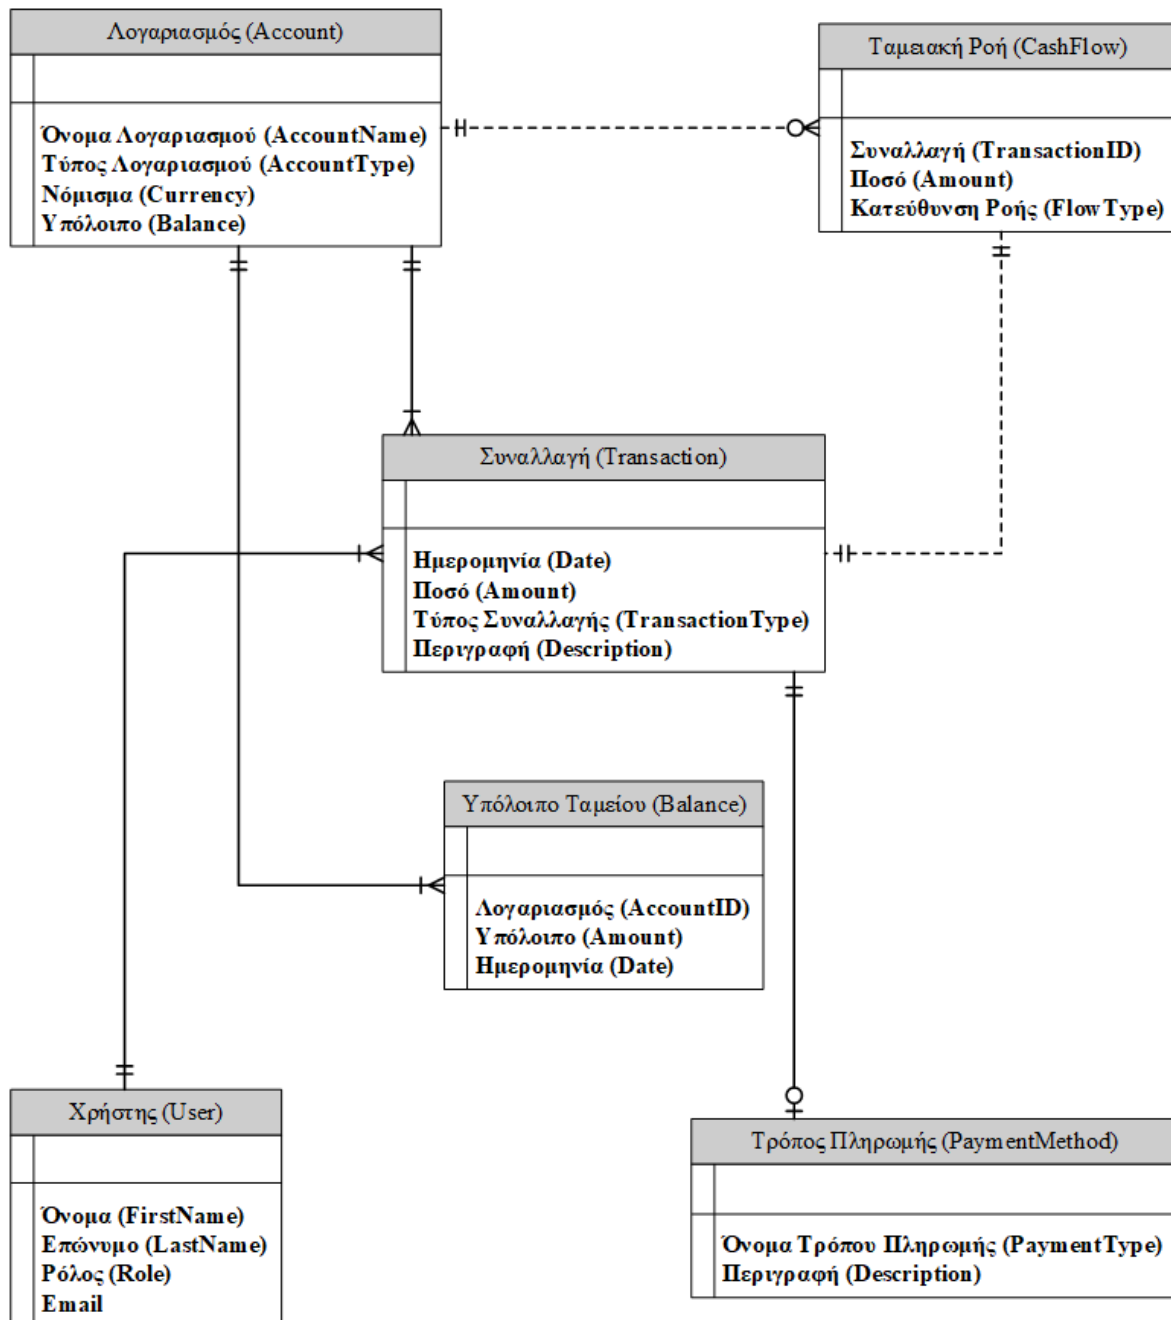 Λογαριασμός (Account)
Όνομα Λογαριασμού (AccountName)
Τύπος Λογαριασμού (AccountType)
Νόμισμα (Currency)
Υπόλοιπο (Balance)
Ταμειακή Ροή (CashFlow)
Συναλλαγή (TransactionID)
Ποσό (Amount)
Κατεύθυνση Ροής (FlowType)
Συναλλαγή (Transaction)
Ημερομηνία (Date)
Ποσό (Amount)
Τύπος Συναλλαγής (TransactionType)
Περιγραφή (Description)
Υπόλοιπο Ταμείου (Balance)
Λογαριασμός (AccountID)
Υπόλοιπο (Amount)
Ημερομηνία (Date)
Χρήστης (User)
Όνομα (FirstName)
Επώνυμο (LastName)
Ρόλος (Role)
Email
Τρόπος Πληρωμής (PaymentMethod)
Όνομα Τρόπου Πληρωμής (PaymentType)
Περιγραφή (Description)